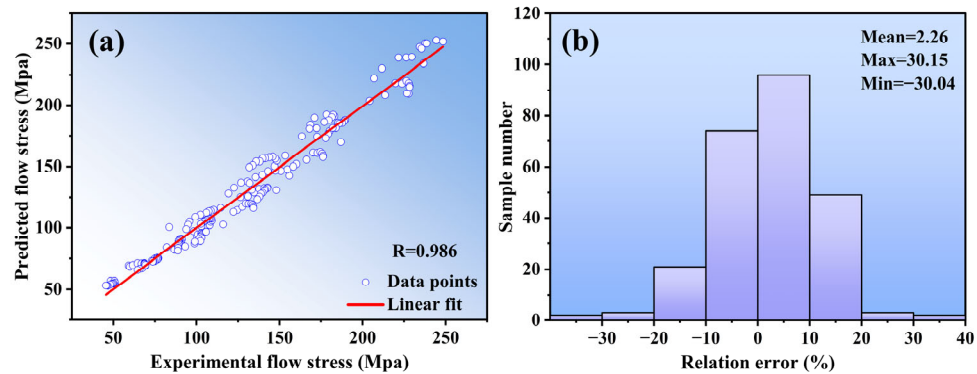 (a)
250
200
150
100
50
Predicted flow stress (Mpa)
R=0.986
Data points
Linear fit
50 100 150 200 250
Experimental flow stress (Mpa)
(b)
Mean=2.26
Max=30.15
Min=−30.04
120
100
80
60
40
20
0
Sample number
−30 −20 −10 0 10 20 30 40
Relation error (%)